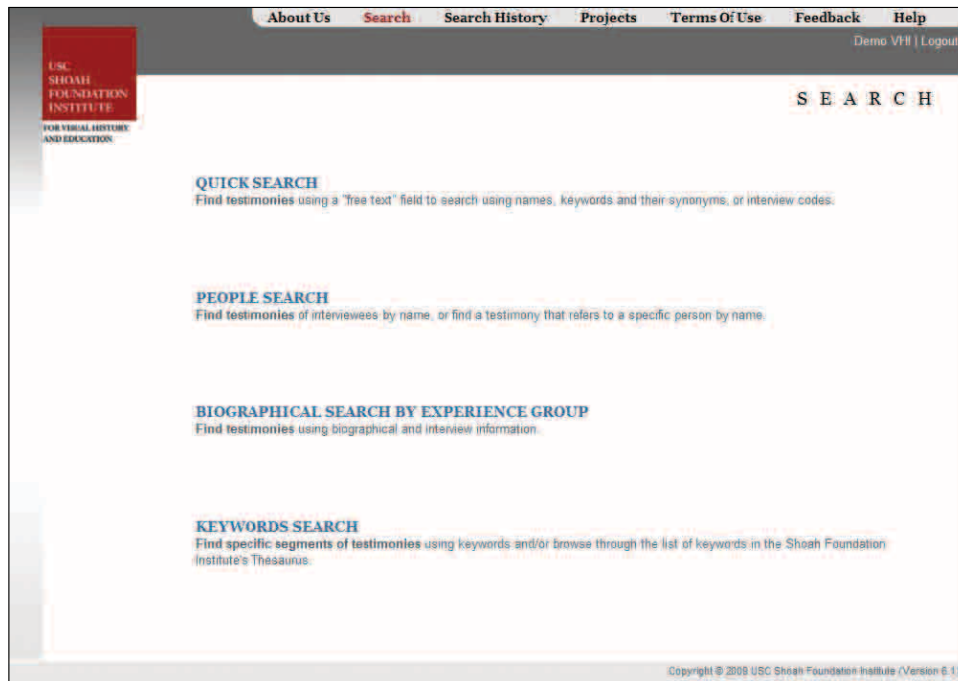 About Us Search Search History Projects Terms Of Use Feedback Help
Demo VHI | Logout
USC
SHOAH
FOUNDATION
INSTITUTE
FOR VISUAL HISTORY
AND EDUCATION
SEARCH
QUICK SEARCH
Find testimonies using a "free text" field to search using names, keywords and their synonyms, or interview codes.
PEOPLE SEARCH
Find testimonies of interviewees by name, or find a testimony that refers to a specific person by name.
BIOGRAPHICAL SEARCH BY EXPERIENCE GROUP
Find testimonies using biographical and interview information.
KEYWORDS SEARCH
Find specific segments of testimonies using keywords and/or browse through the list of keywords in the Shoah Foundation
Institute's Thesaurus.
Copyright © 2009 USC Shoah Foundation Institute (Version 6.1